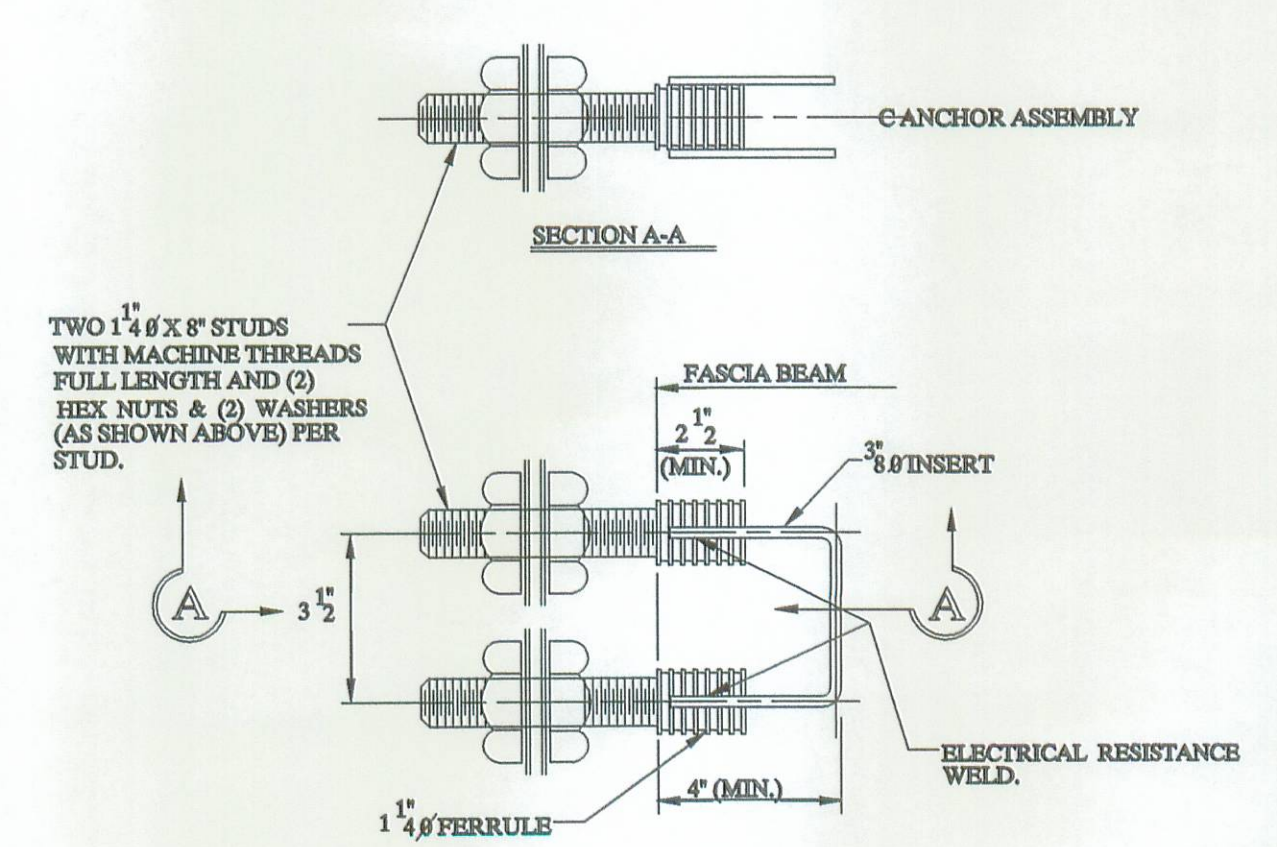 C ANCHOR ASSEMBLY
SECTION A-A
TWO 1 1/4"Ø X 8" STUDS
WITH MACHINE THREADS
FULL LENGTH AND (2)
HEX NUTS & (2) WASHERS
(AS SHOWN ABOVE) PER
STUD.
FASCIA BEAM
2 1/2"
(MIN.)
3/8"Ø INSERT
A
3 1/2"
A
ELECTRICAL RESISTANCE
WELD.
4" (MIN.)
1 1/4"Ø FERRULE